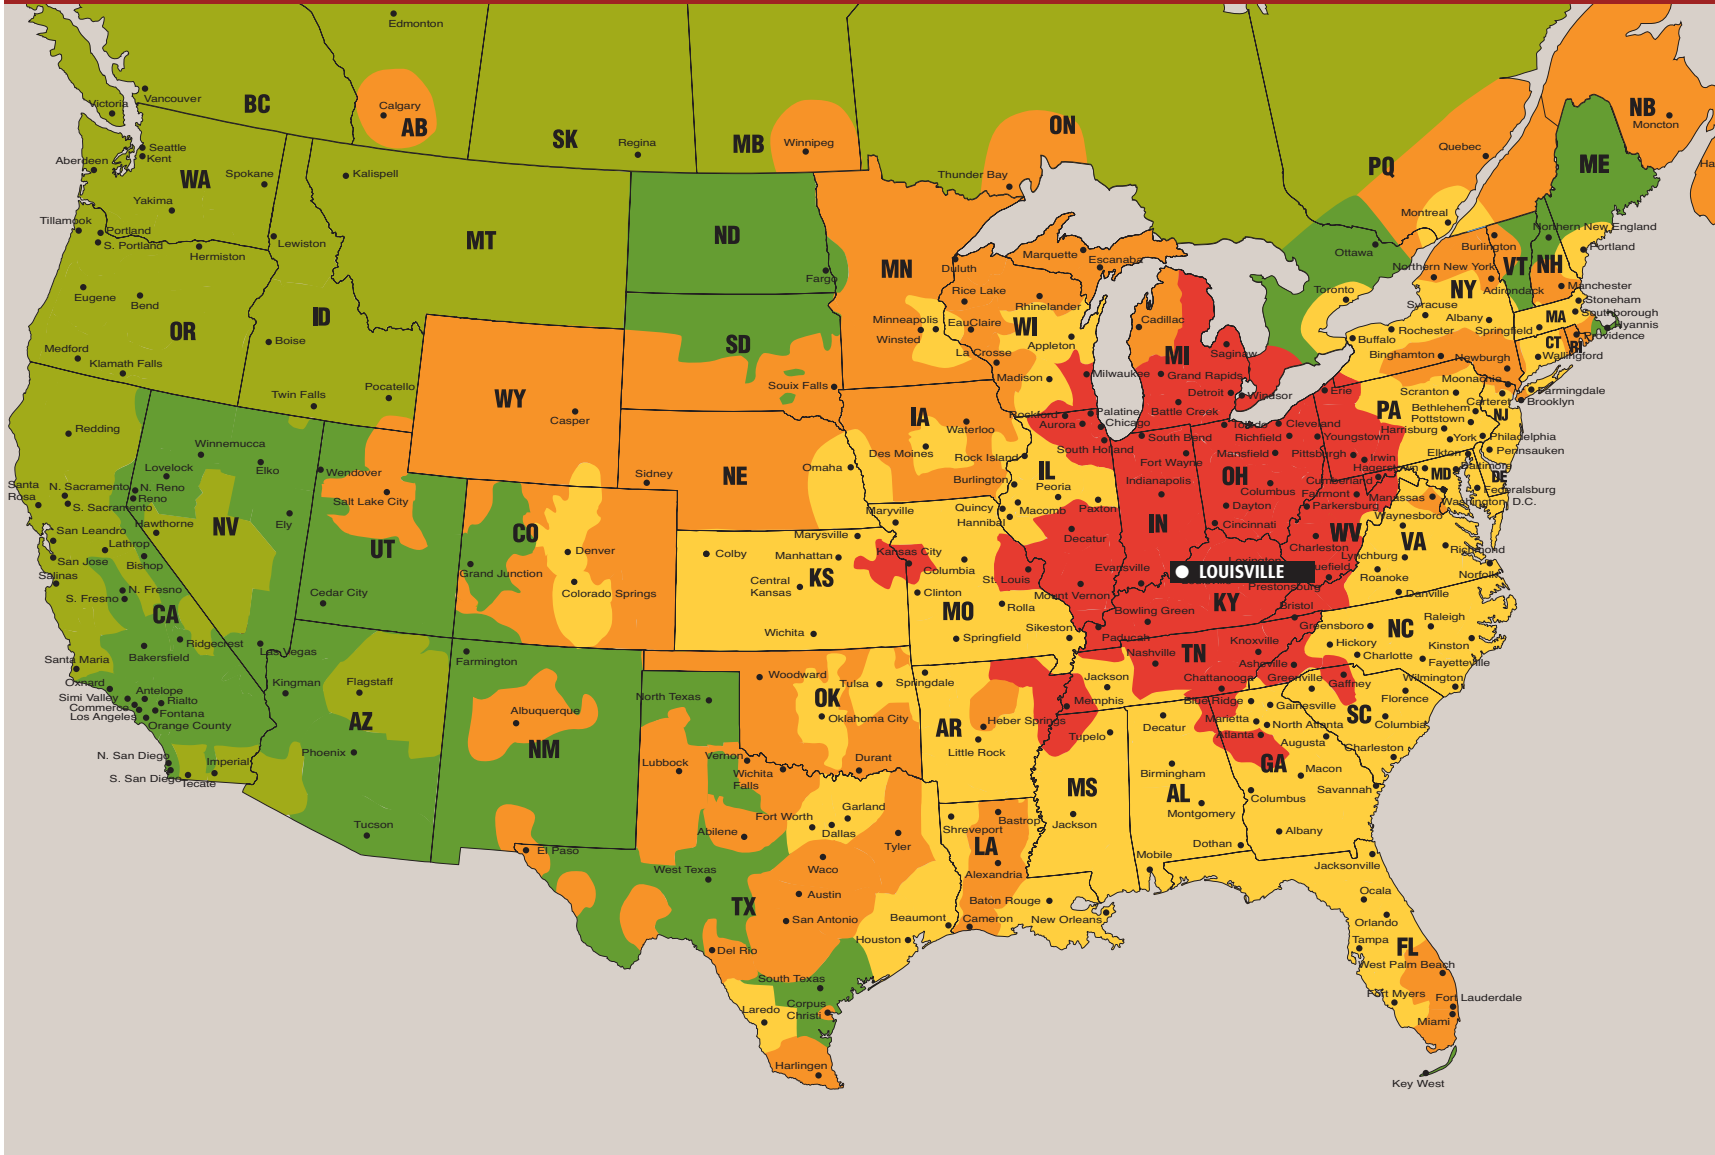 Edmonton
Vancouver
Victoria
BC
Calgary
AB
SK
Regina
MB
Winnipeg
ON
Thunder Bay
PQ
Quebec
Montreal
Ottawa
Toronto
NB
Moncton
Ha
ME
Seattle
Kent
Aberdeen
WA
Spokane
Yakima
Kalispell
Tillamook
Portland
S. Portland
Hermiston
Lewiston
MT
ND
Fargo
MN
Duluth
Marquette
Escanaba
Northern New England
Portland
Burlington
Northern New York
VT
NH
Adirondack
Manchester
Stoneham
Southborough
Hyannis
Providence
NY
Syracuse
Albany
MA
Springfield
Rochester
Buffalo
CT
RI
Wallingford
Binghamton
Newburgh
Eugene
Bend
OR
ID
Boise
Medford
Klamath Falls
Twin Falls
Pocatello
WY
Casper
SD
Souix Falls
Minneapolis
Winsted
EauClaire
Rice Lake
Rhinelander
WI
Appleton
La Crosse
Madison
Milwaukee
Cadillac
MI
Saginaw
Grand Rapids
Detroit
Windsor
Battle Creek
Erie
Scranton
Moonachie
Farmingdale
Brooklyn
Carteret
PA
Bethlehem
Pottstown
NJ
Harrisburg
York
Philadelphia
Pennsauken
Elkton
Redding
Winnemucca
Lovelock
Elko
Wendover
Salt Lake City
N. Sacramento
N. Reno
Reno
Santa
Rosa
S. Sacramento
Hawthorne
NV
Ely
UT
San Leandro
Lathrop
San Jose
Bishop
Salinas
N. Fresno
S. Fresno
CA
Cedar City
Ridgecrest
Bakersfield
Las Vegas
Santa Maria
Oxnard
Simi Valley
Antelope
Rialto
Commerce
Fontana
Los Angeles
Orange County
N. San Diego
S. San Diego
Tecate
Imperial
Kingman
Flagstaff
AZ
Phoenix
Tucson
CO
Denver
Grand Junction
Colorado Springs
Sidney
NE
Omaha
IA
Waterloo
Des Moines
Rock Island
Burlington
Rockford
Palatine
Aurora
Chicago
South Holland
South Bend
Fort Wayne
IL
Peoria
Paxton
Macomb
Quincy
Hannibal
Decatur
Indianapolis
IN
Toledo
Cleveland
Richfield
Youngstown
Mansfield
Pittsburgh
Irwin
OH
Hagerstown
Columbus
Cumberland
Fairmont
Dayton
Parkersburg
Cincinnati
MD
Baltimore
DE
Federalsburg
Washington D.C.
Manassas
Waynesboro
WV
VA
Charleston
Lynchburg
Richmond
Roanoke
Norfolk
Danville
LOUISVILLE
Prestonsburg
Evansville
KY
Bristol
Bowling Green
Paducah
Maryville
Marysville
Manhattan
Kansas City
Columbia
Colby
Central
Kansas
KS
Wichita
Clinton
MO
St. Louis
Rolla
Mount Vernon
Sikeston
Springfield
Greensboro
Raleigh
NC
Hickory
Kinston
Charlotte
Fayetteville
Wilmington
TN
Nashville
Knoxville
Asheville
Chattanooga
Greenville
Gaffney
Florence
Jackson
Memphis
Blue Ridge
Gainesville
Marietta
North Atlanta
Atlanta
SC
Columbia
Augusta
Charleston
Farmington
Albuquerque
NM
North Texas
Woodward
Tulsa
OK
Oklahoma City
Springdale
AR
Heber Springs
Little Rock
Tupelo
Decatur
Birmingham
AL
Montgomery
GA
Macon
Columbus
Savannah
Albany
Dothan
MS
Jackson
Mobile
Lubbock
Vernon
Wichita
Falls
Durant
Fort Worth
Garland
Dallas
Abilene
Tyler
El Paso
West Texas
Waco
TX
Austin
San Antonio
Del Rio
South Texas
Laredo
Corpus
Christi
Harlingen
Shreveport
Bastrop
LA
Alexandria
Baton Rouge
New Orleans
Cameron
Beaumont
Houston
Jacksonville
Ocala
Orlando
Tampa
FL
West Palm Beach
Fort Myers
Fort Lauderdale
Miami
Key West